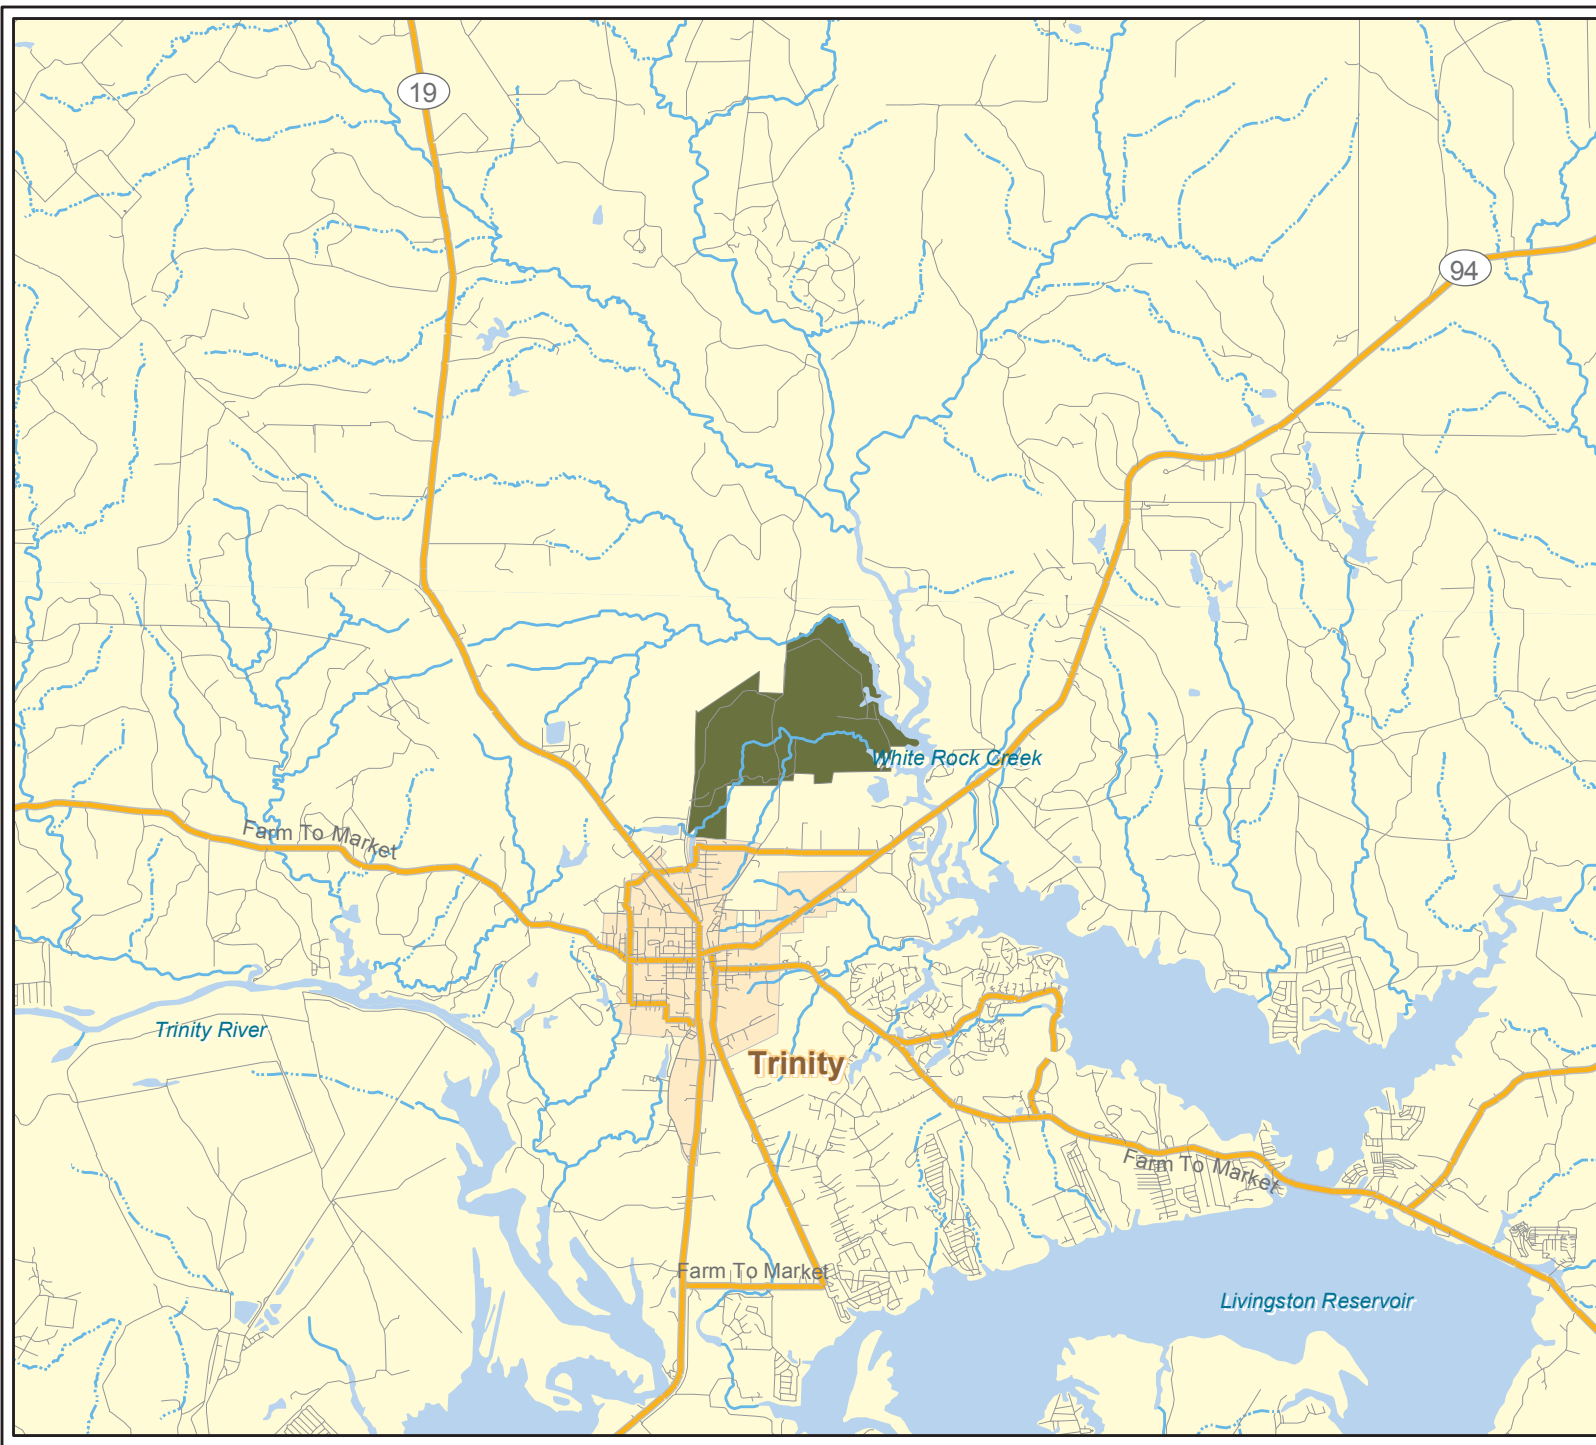 19
94
White Rock Creek
Farm To Market
Trinity River
Trinity
Farm To Market
Farm To Market
Livingston Reservoir